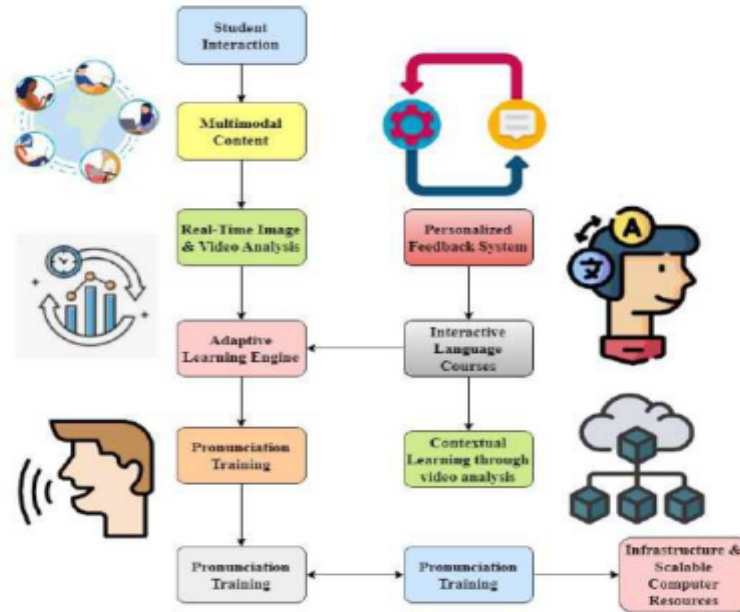 Student
Interaction
Multimodal
Content
Real-Time Image
& Video Analysis
Personalized
Feedback System
A
文
Adaptive
Learning Engine
Interactive
Language
Courses
Pronunciation
Training
Contextual
Learning through
video analysis
Pronunciation
Training
Pronunciation
Training
Infrastructure &
Scalable
Computer
Resources